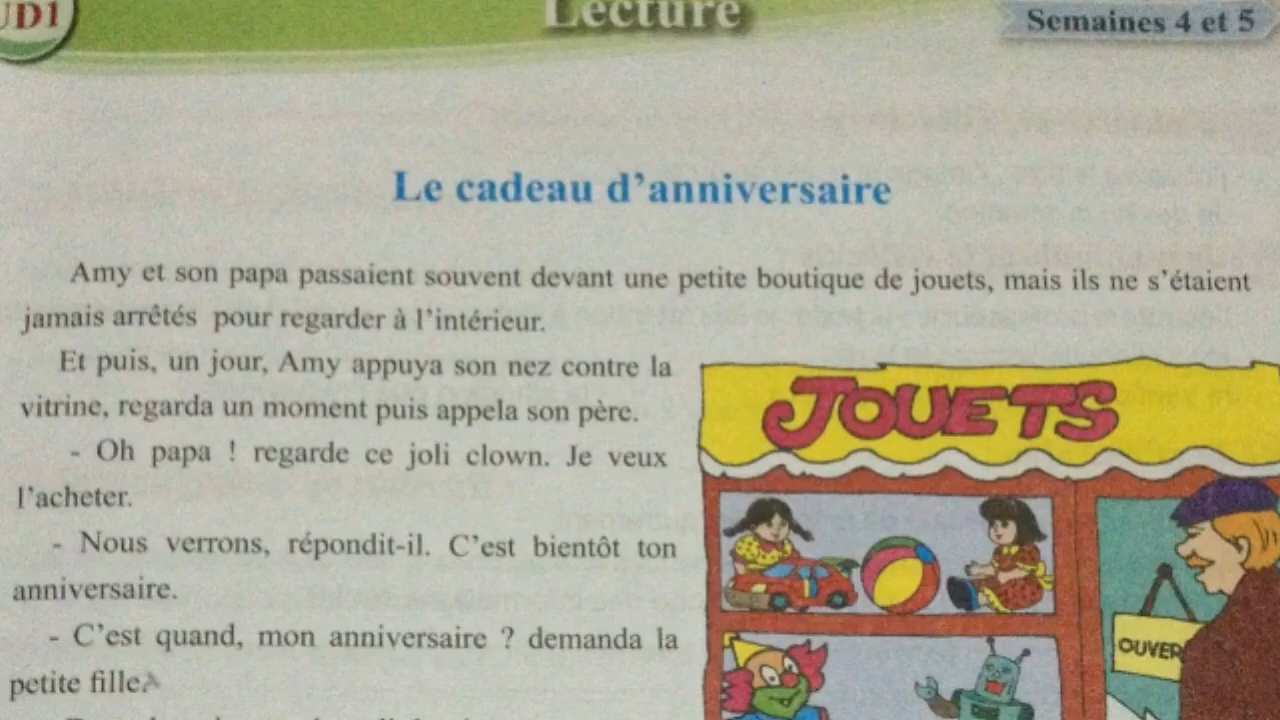 UD1
Lecture
Semaines 4 et 5
Le cadeau d'anniversaire
Amy et son papa passaient souvent devant une petite boutique de jouets, mais ils ne s'étaient
jamais arrêtés pour regarder à l'intérieur.
Et puis, un jour, Amy appuya son nez contre la
vitrine, regarda un moment puis appela son père.
- Oh papa ! regarde ce joli clown. Je veux
l'acheter.
- Nous verrons, répondit-il. C'est bientôt ton
anniversaire.
- C'est quand, mon anniversaire ? demanda la
petite fille
JOUETS
OUVER